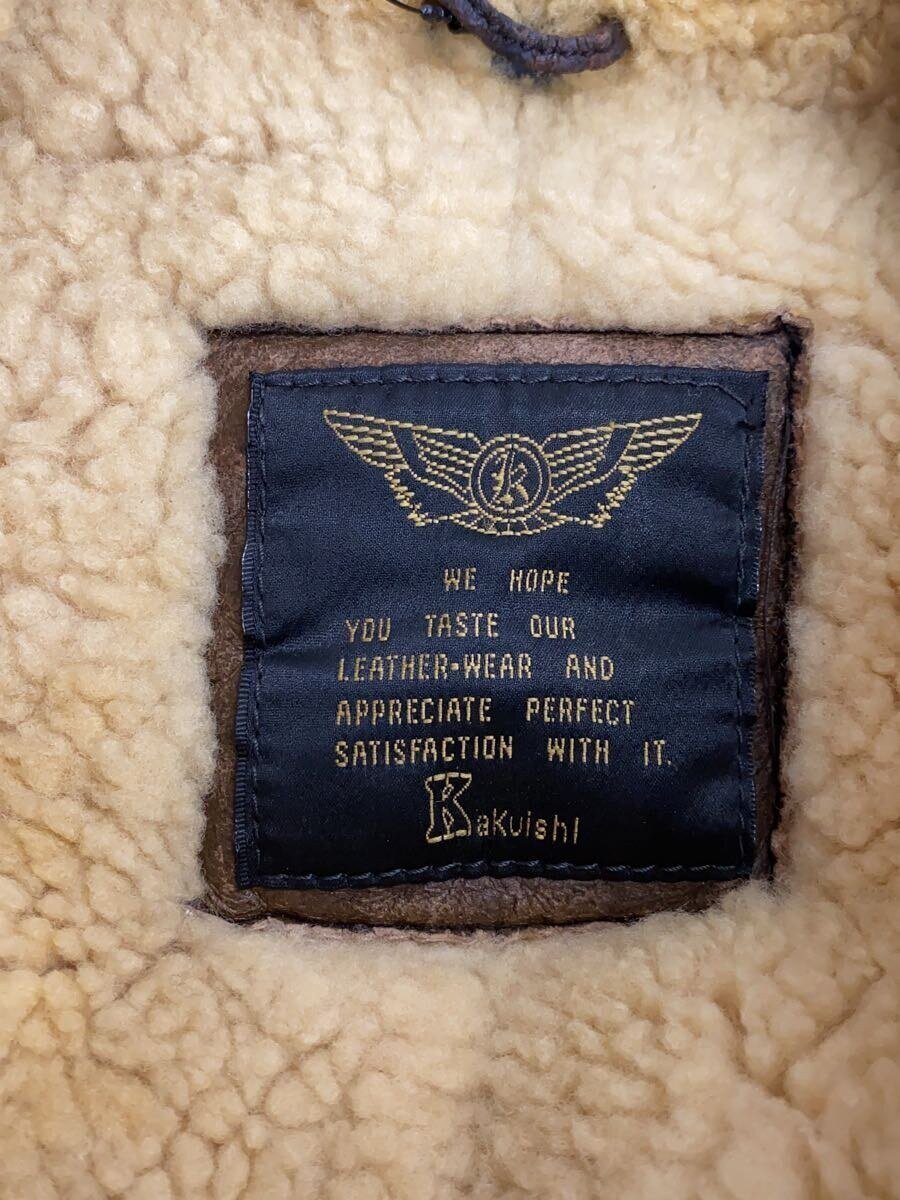 K
WE HOPE
YOU TASTE OUR
LEATHER-WEAR AND
APPRECIATE PERFECT
SATISFACTION WITH IT.
Kakuishi